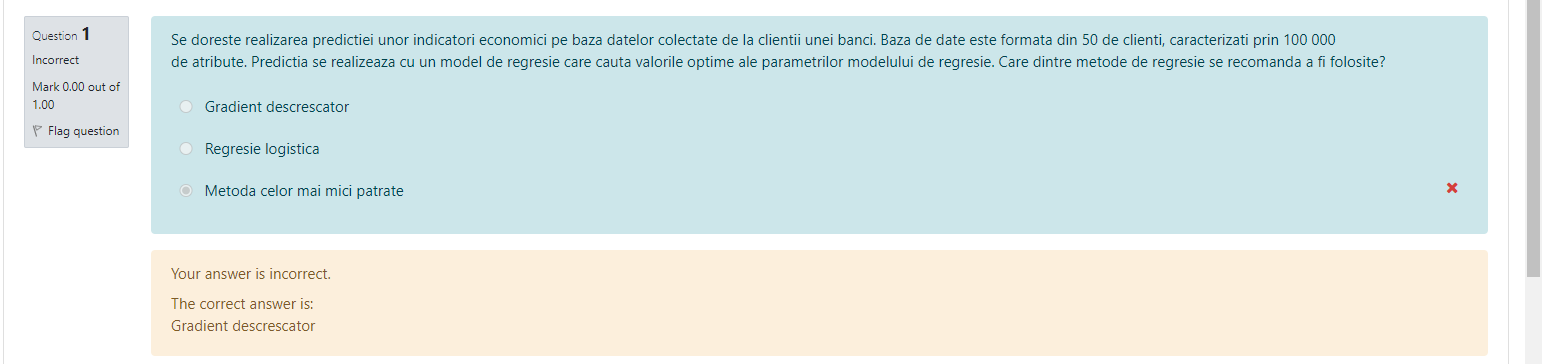 Question 1
Incorrect
Mark 0.00 out of
1.00
Flag question
Se doreste realizarea predictiei unor indicatori economici pe baza datelor colectate de la clientii unei banci. Baza de date este formata din 50 de clienti, caracterizati prin 100 000
de atribute. Predictia se realizeaza cu un model de regresie care cauta valorile optime ale parametrilor modelului de regresie. Care dintre metode de regresie se recomanda a fi folosite?
Gradient descrescator
Regresie logistica
Metoda celor mai mici patrate
Your answer is incorrect.
The correct answer is:
Gradient descrescator